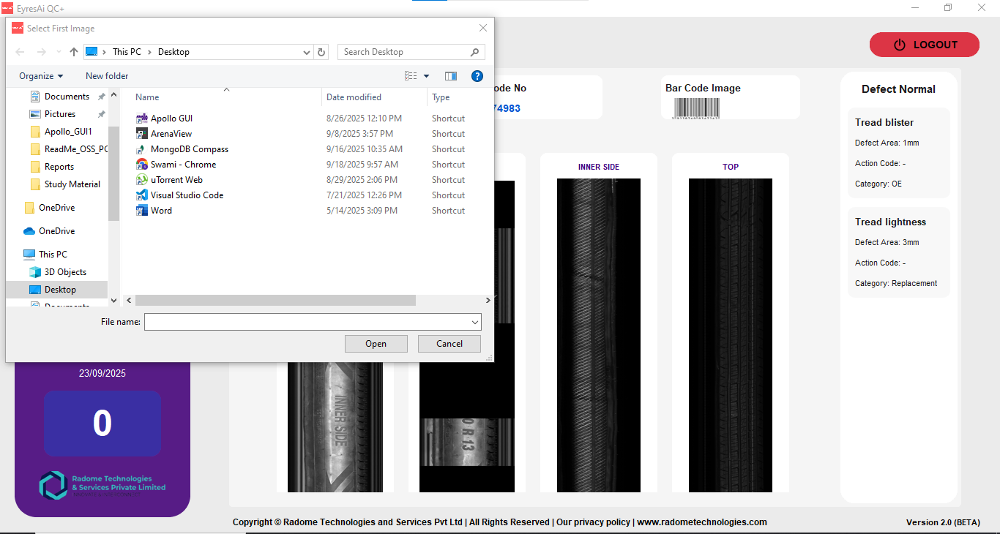 EyresAi QC+
Select First Image
This PC
Desktop
Search Desktop
Organize
New folder
Documents
Pictures
Apollo_GUI1
ReadMe_OSS_PC
Reports
Study Material
OneDrive
OneDrive
This PC
3D Objects
Desktop
Documents
Name
Date modified
Type
Apollo GUI
8/26/2025 12:10 PM
Shortcut
ArenaView
9/8/2025 3:57 PM
Shortcut
MongoDB Compass
9/16/2025 10:35 AM
Shortcut
Swami - Chrome
9/18/2025 9:57 AM
Shortcut
uTorrent Web
8/29/2025 2:06 PM
Shortcut
Visual Studio Code
7/21/2025 12:26 PM
Shortcut
Word
5/14/2025 3:09 PM
Shortcut
File name:
Open
Cancel
LOGOUT
ode No
74983
Bar Code Image
INNER SIDE
TOP
INNER SIDE
0 R 13
Defect Normal
Tread blister
Defect Area: 1mm
Action Code: -
Category: OE
Tread lightness
Defect Area: 3mm
Action Code: -
Category: Replacement
23/09/2025
0
Radome Technologies
& Services Private Limited
Copyright © Radome Technologies and Services Pvt Ltd | All Rights Reserved | Our privacy policy | www.radometechnologies.com
Version 2.0 (BETA)